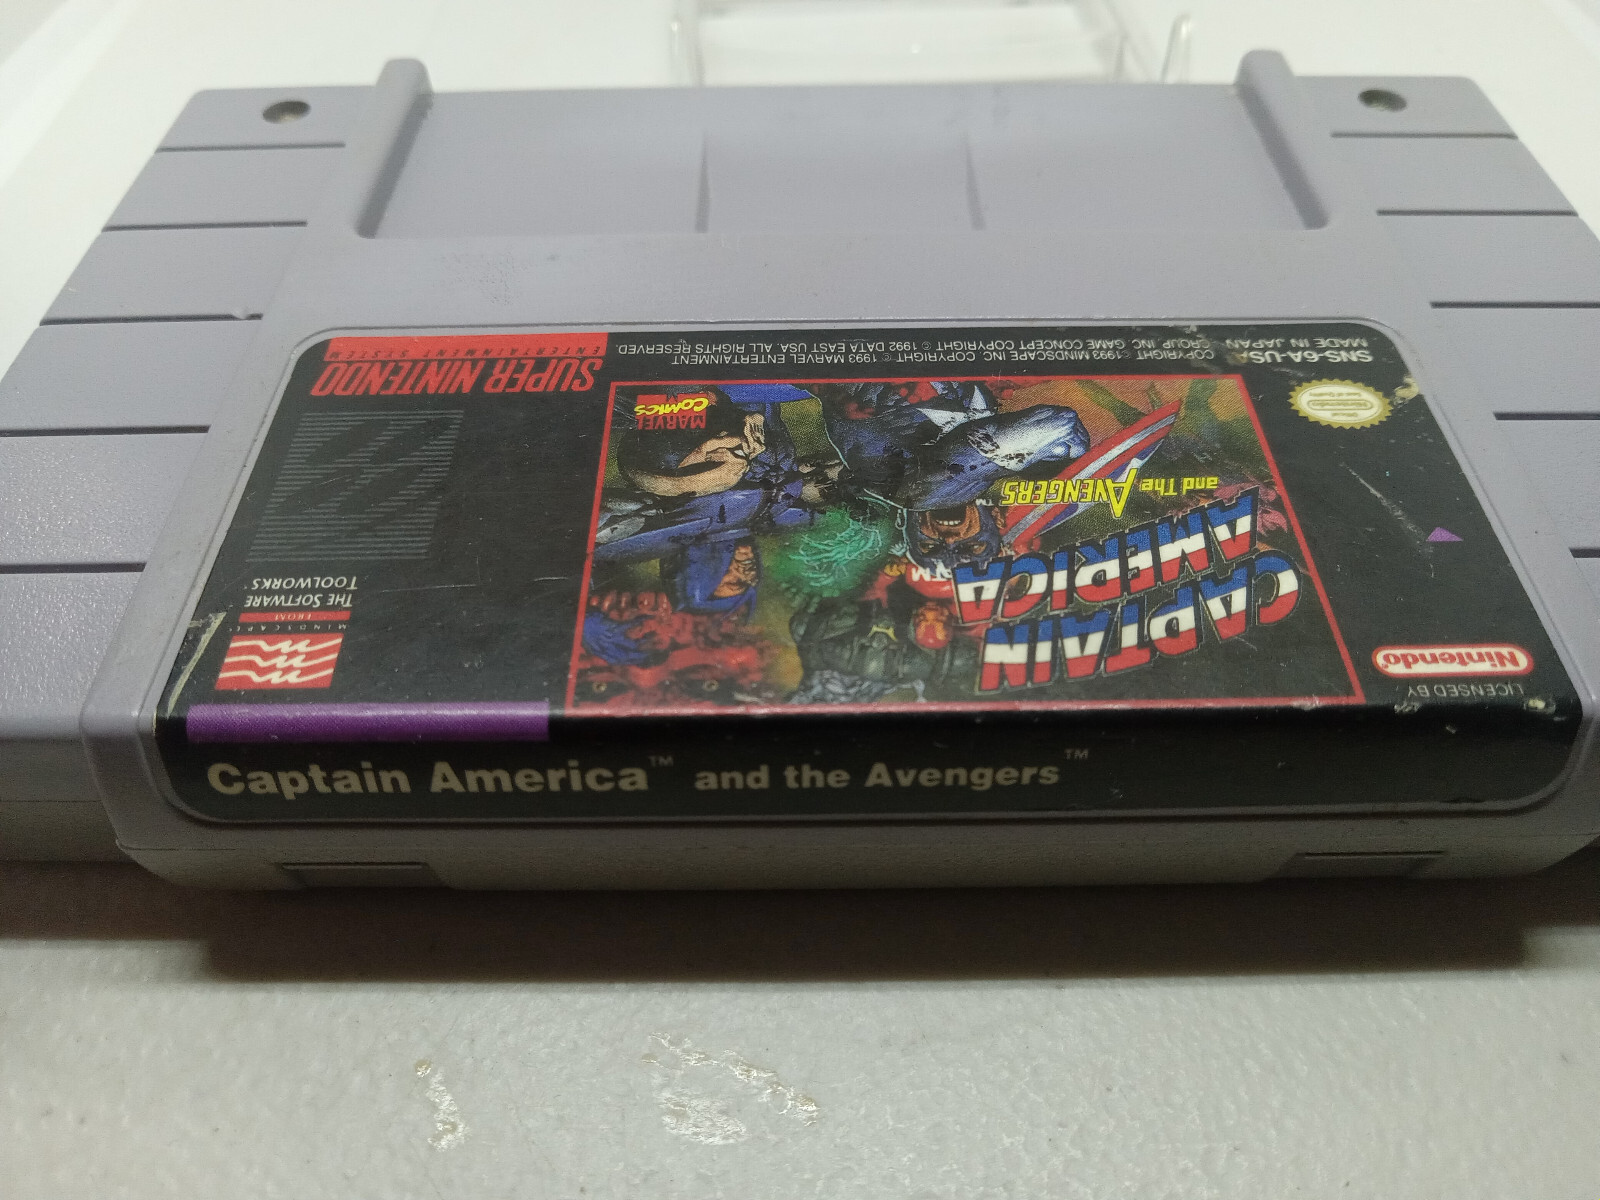 SNS-6A-USA
MADE IN JAPAN
COPYRIGHT © 1993 MINDSCAPE INC. COPYRIGHT © 1993 MARVEL ENTERTAINMENT
GROUP, INC. GAME CONCEPT COPYRIGHT © 1992 DATA EAST USA. ALL RIGHTS RESERVED.
SUPER NINTENDO
ENTERTAINMENT SYSTEM
MARVEL
COMICS
CAPTAIN
AMERICA™
and The AVENGERS™
LICENSED BY
Nintendo
MINDSCAPE
FROM
THE SOFTWARE
TOOLWORKS
Captain America™ and the Avengers™